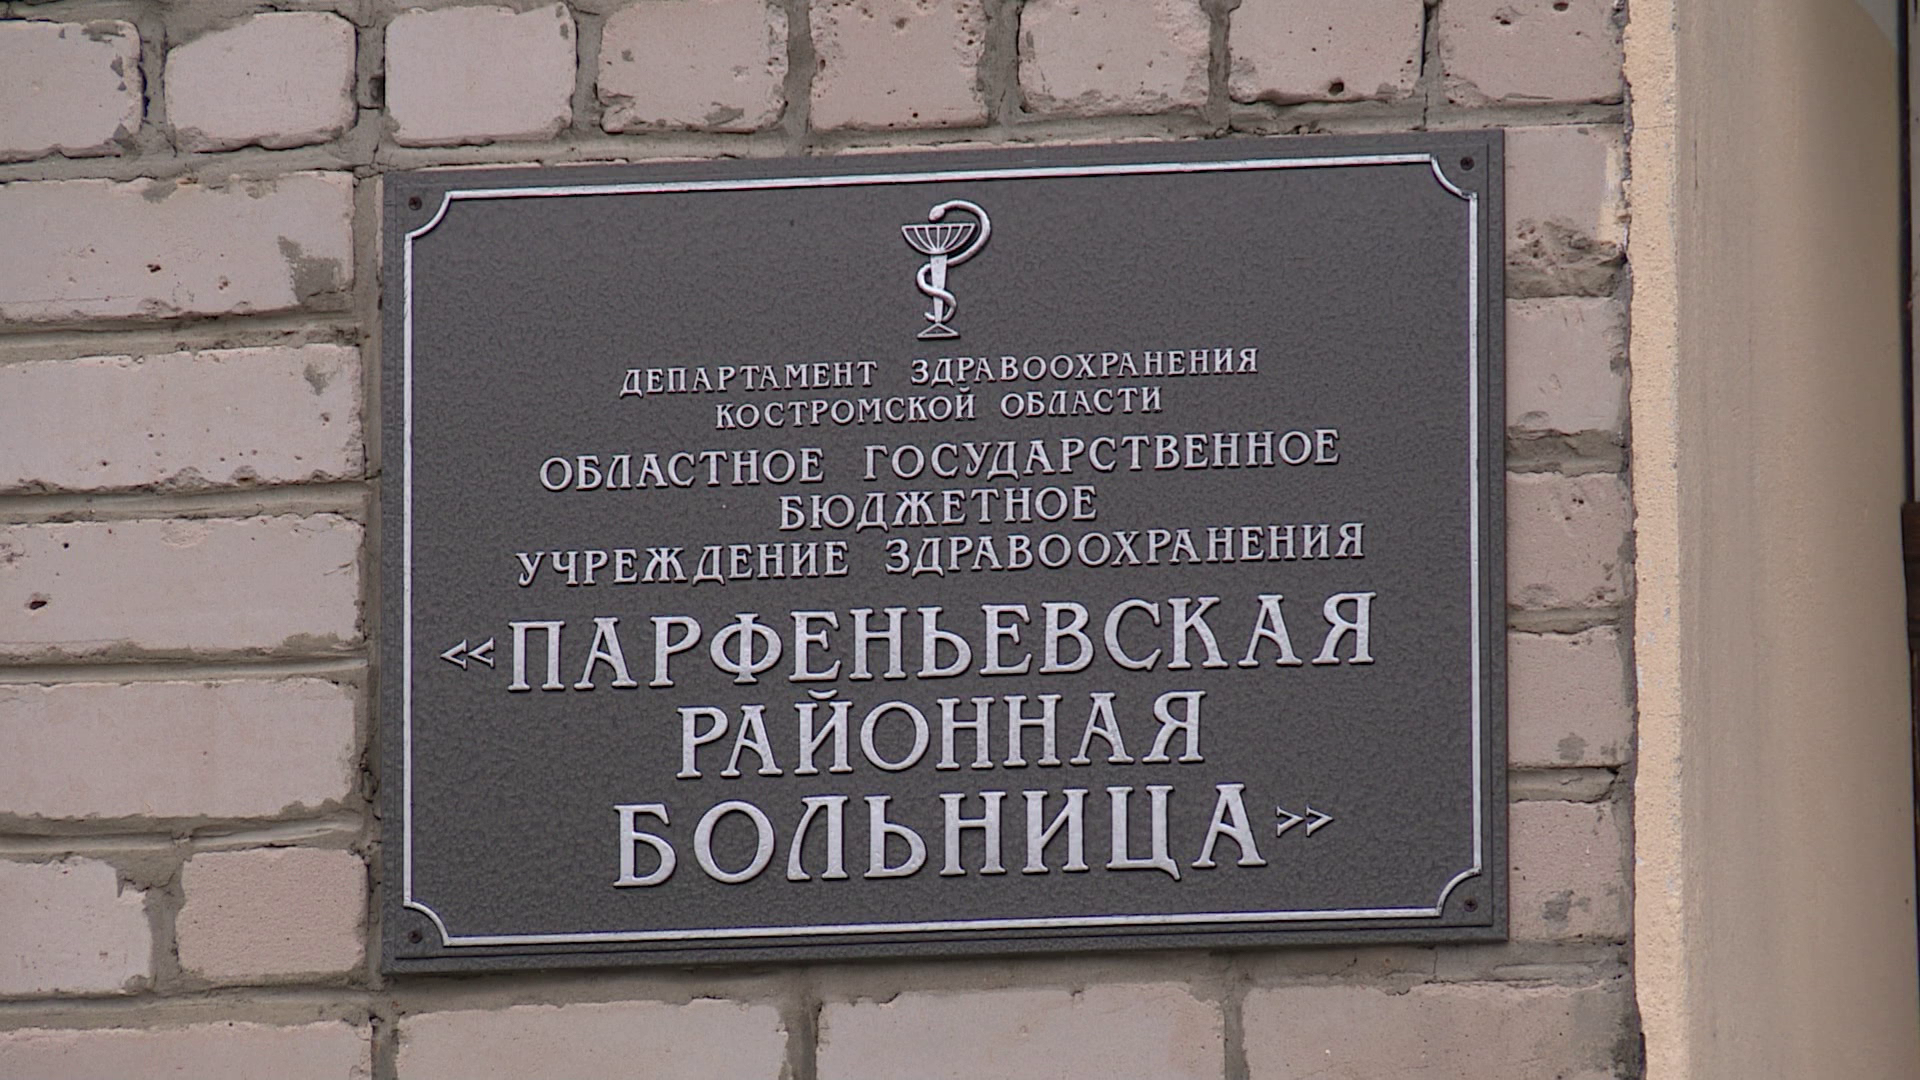 ДЕПАРТАМЕНТ ЗДРАВООХРАНЕНИЯ
КОСТРОМСКОЙ ОБЛАСТИ
ОБЛАСТНОЕ ГОСУДАРСТВЕННОЕ
БЮДЖЕТНОЕ
УЧРЕЖДЕНИЕ ЗДРАВООХРАНЕНИЯ
«ПАРФЕНЬЕВСКАЯ
РАЙОННАЯ
БОЛЬНИЦА»